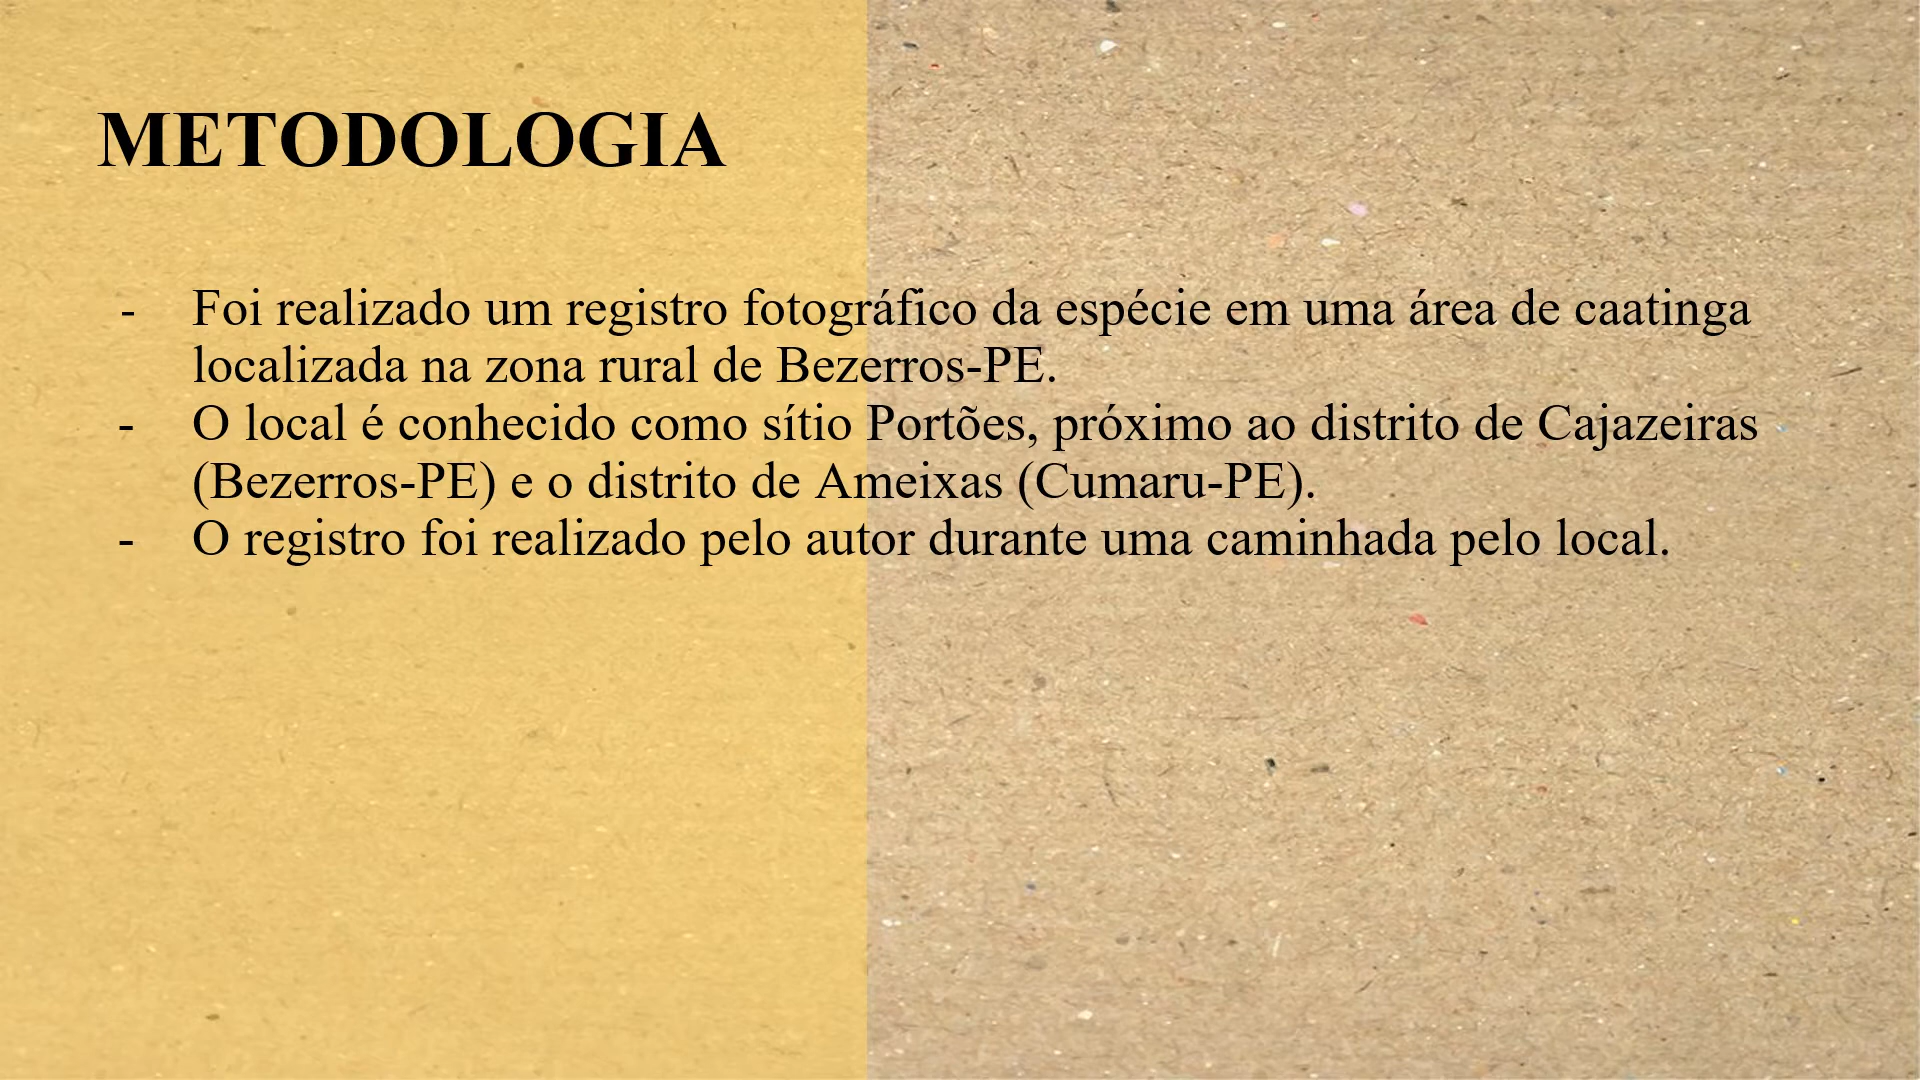 METODOLOGIA
- Foi realizado um registro fotográfico da espécie em uma área de caatinga
localizada na zona rural de Bezerros-PE.
- O local é conhecido como sítio Portões, próximo ao distrito de Cajazeiras
(Bezerros-PE) e o distrito de Ameixas (Cumaru-PE).
- O registro foi realizado pelo autor durante uma caminhada pelo local.